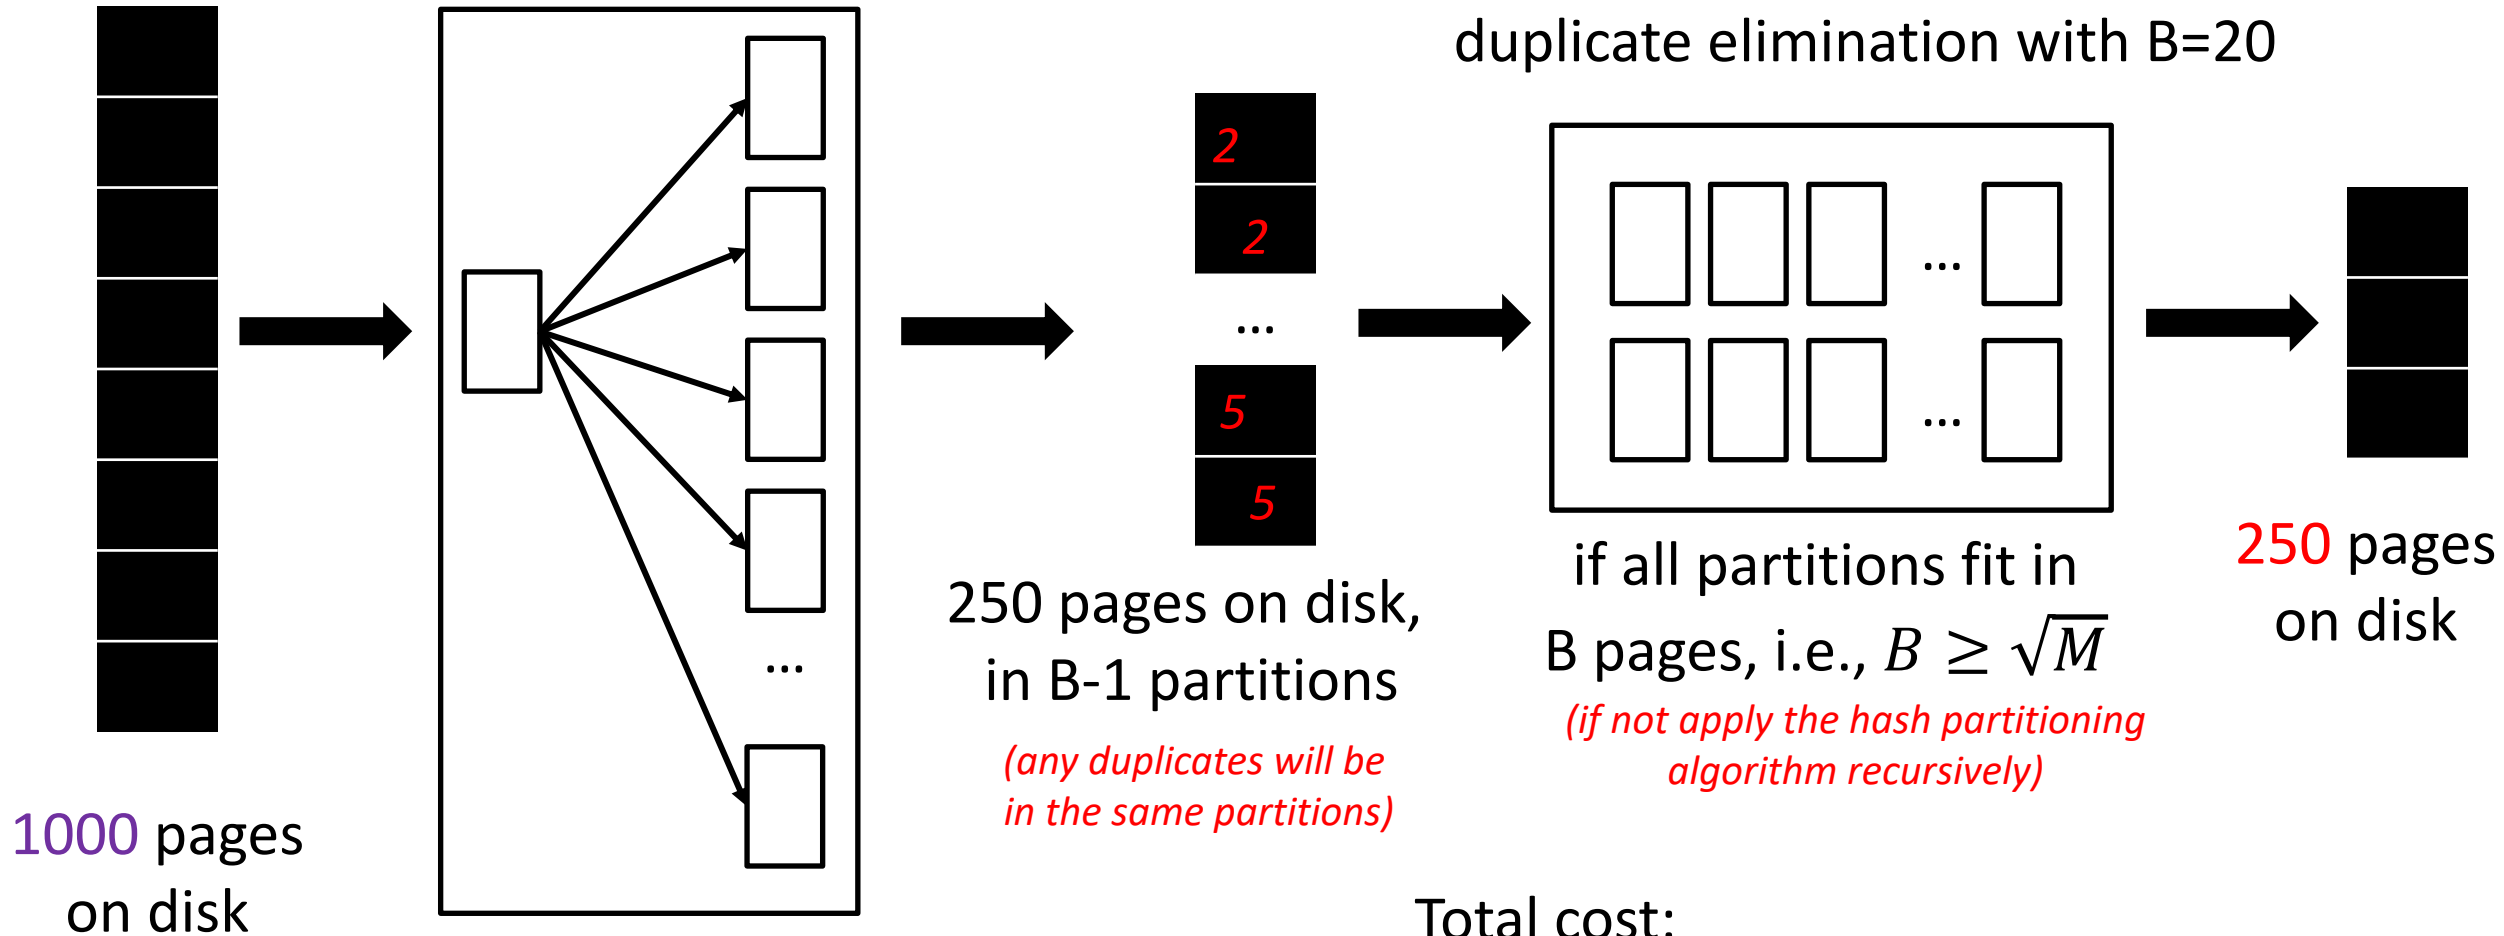 duplicate elimination with B=20
2
2
...
5
5
...
...
...
250 pages on disk,
in B-1 partitions
(any duplicates will be
in the same partitions)
if all partitions fit in
B pages, i.e., B ≥ √M
(if not apply the hash partitioning
algorithm recursively)
250 pages
on disk
1000 pages
on disk
Total cost: